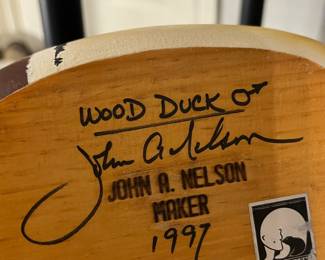 WOOD DUCK ♂
John A. Nelson
JOHN A. NELSON
MAKER
1997